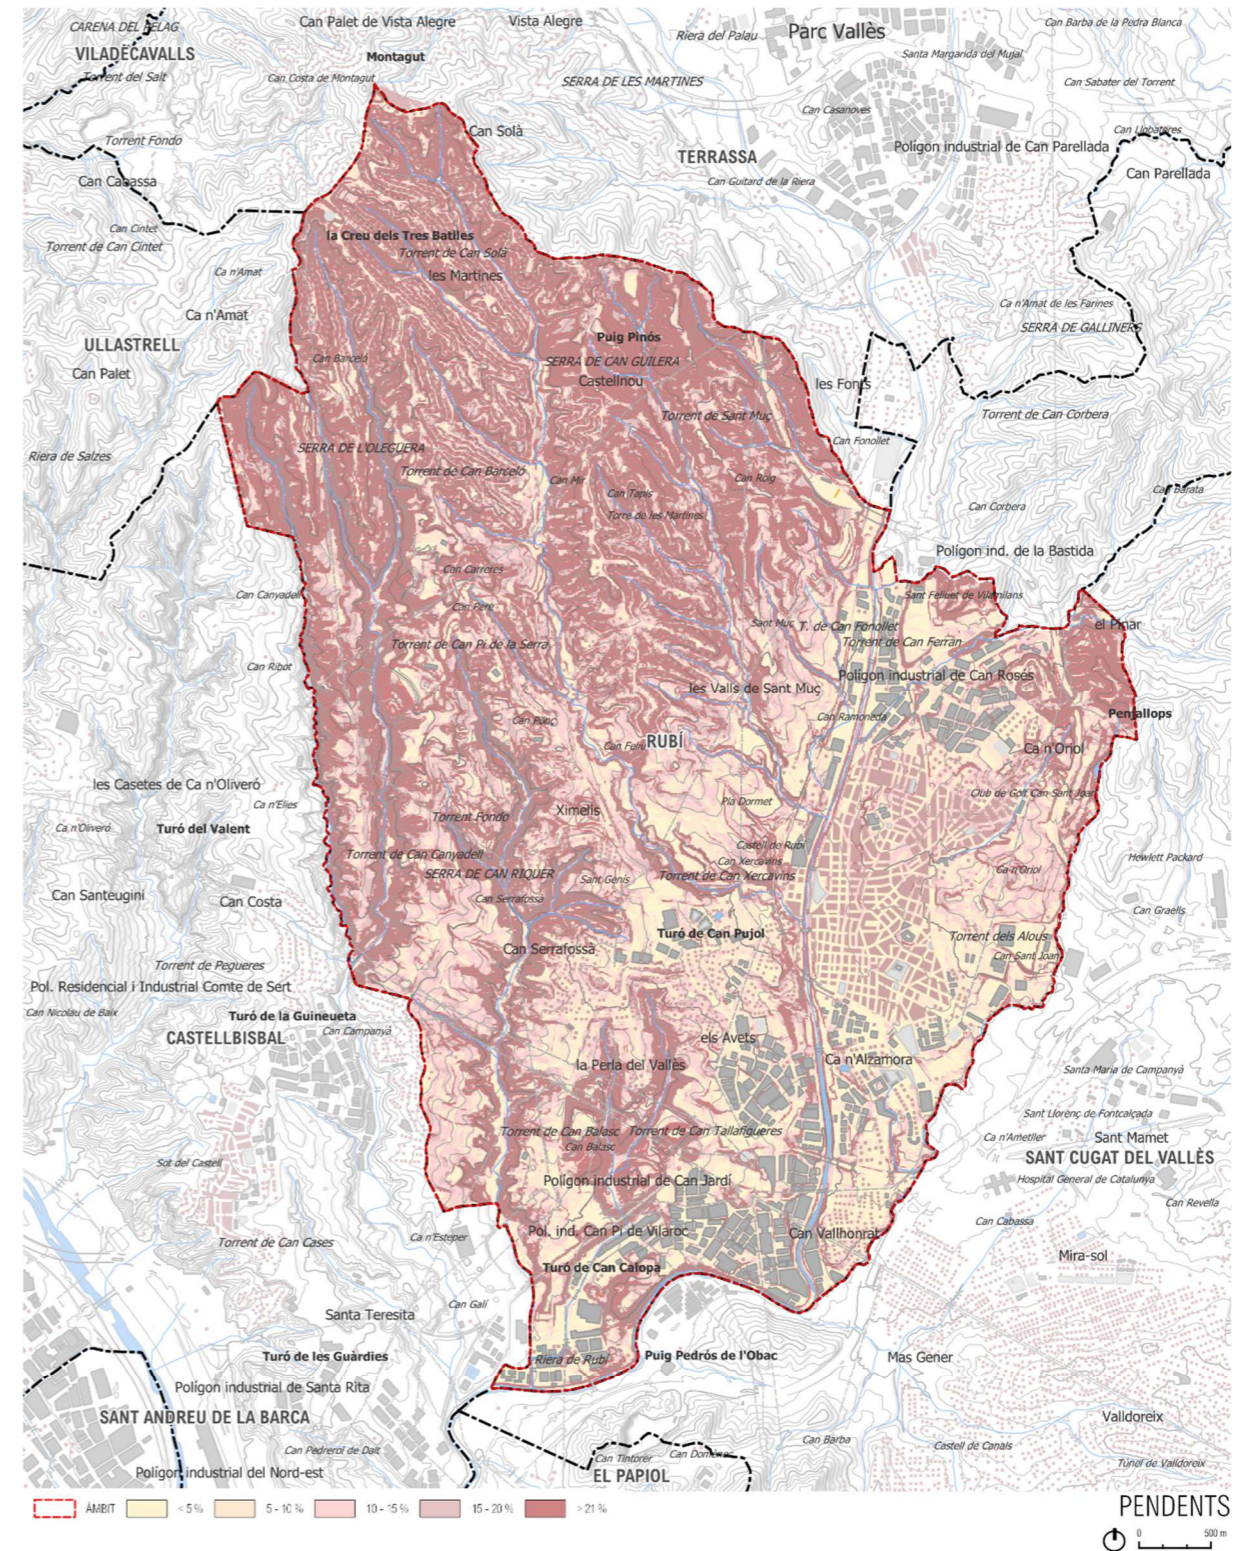 CARENA DEL PELAG
Can Palet de Vista Alegre
Vista Alegre
Riera del Palau
Parc Vallès
Can Barba de la Pedra Blanca
VILADECAVALLS
Montagut
Santa Margarida del Mujal
Torrent del Salt
Can Costa de Montagut
SERRA DE LES MARTINES
Can Sabater del Torrent
Can Casanoves
Can Solà
Can Llobateres
Torrent Fondo
TERRASSA
Polígon industrial de Can Parellada
Can Cabassa
Can Guitard de la Riera
Can Parellada
Can Cintet
la Creu dels Tres Batlles
Torrent de Can Cintet
Torrent de Can Solà
Ca n'Amat
les Martines
Ca n'Amat de les Farines
Ca n'Amat
SERRA DE GALLINERS
ULLASTRELL
Puig Pinós
Can Barceló
SERRA DE CAN GUILERA
Can Palet
Castellnou
les Fonts
Torrent de Sant Muç
Torrent de Can Corbera
Can Fonollet
SERRA DE L'OLEGUERA
Riera de Salzes
Torrent de Can Barceló
Can Mir
Can Roig
Can Tapis
Can Barata
Torre de les Martines
Can Corbera
Polígon ind. de la Bastida
Can Carreres
Can Canyadell
Sant Feliuet de Vilamilans
Can Pere
Sant Muç
T. de Can Fonollet
el Pinar
Torrent de Can Pi de la Serra
Torrent de Can Ferran
Can Ribot
Polígon industrial de Can Rosés
les Valls de Sant Muç
Can Ramoneda
Penjallops
Can Feliu
RUBÍ
Ca n'Oriol
les Casetes de Ca n'Oliveró
Club de Golf Can Sant Joan
Ca n'Elies
Pla Dormet
Torrent Fondo
Ximelis
Ca n'Oliveró
Turó del Valent
Castell de Rubí
Torrent de Can Canyadell
Can Xercavins
Hewlett Packard
SERRA DE CAN RIQUER
Sant Genís
Torrent de Can Xercavins
Ca n'Oriol
Can Santeugini
Can Costa
Can Serrafossà
Can Graells
Turó de Can Pujol
Torrent dels Alous
Can Serrafossà
Can Sant Joan
Torrent de Pegueres
Pol. Residencial i Industrial Comte de Sert
Can Nicolau de Baix
Turó de la Guineueta
CASTELLBISBAL
Can Campanyà
els Avets
la Perla del Vallès
Ca n'Alzamora
Santa Maria de Campanyà
Sant Llorenç de Fontcalçada
Torrent de Can Balasc
Torrent de Can Tallafigueres
Ca n'Ametller
Sant Mamet
Can Balasc
SANT CUGAT DEL VALLÈS
Sot del Castell
Polígon industrial de Can Jardí
Hospital General de Catalunya
Can Revella
Can Cabassa
Pol. ind. Can Pi de Vilaroc
Can Vallhonrat
Torrent de Can Cases
Ca n'Esteper
Mira-sol
Turó de Can Calopa
Can Galí
Santa Teresita
Turó de les Guàrdies
Riera de Rubí
Puig Pedrós de l'Obac
Mas Gener
Polígon industrial de Santa Rita
SANT ANDREU DE LA BARCA
Valldoreix
Can Pedrerol de Dalt
Can Barba
Castell de Canals
Can Tintorer
Túnel de Valldoreix
Polígon industrial del Nord-est
EL PAPIOL
ÀMBIT
< 5 %
5 - 10 %
10 - 15 %
15 - 20 %
> 21 %
PENDENTS
0
500 m